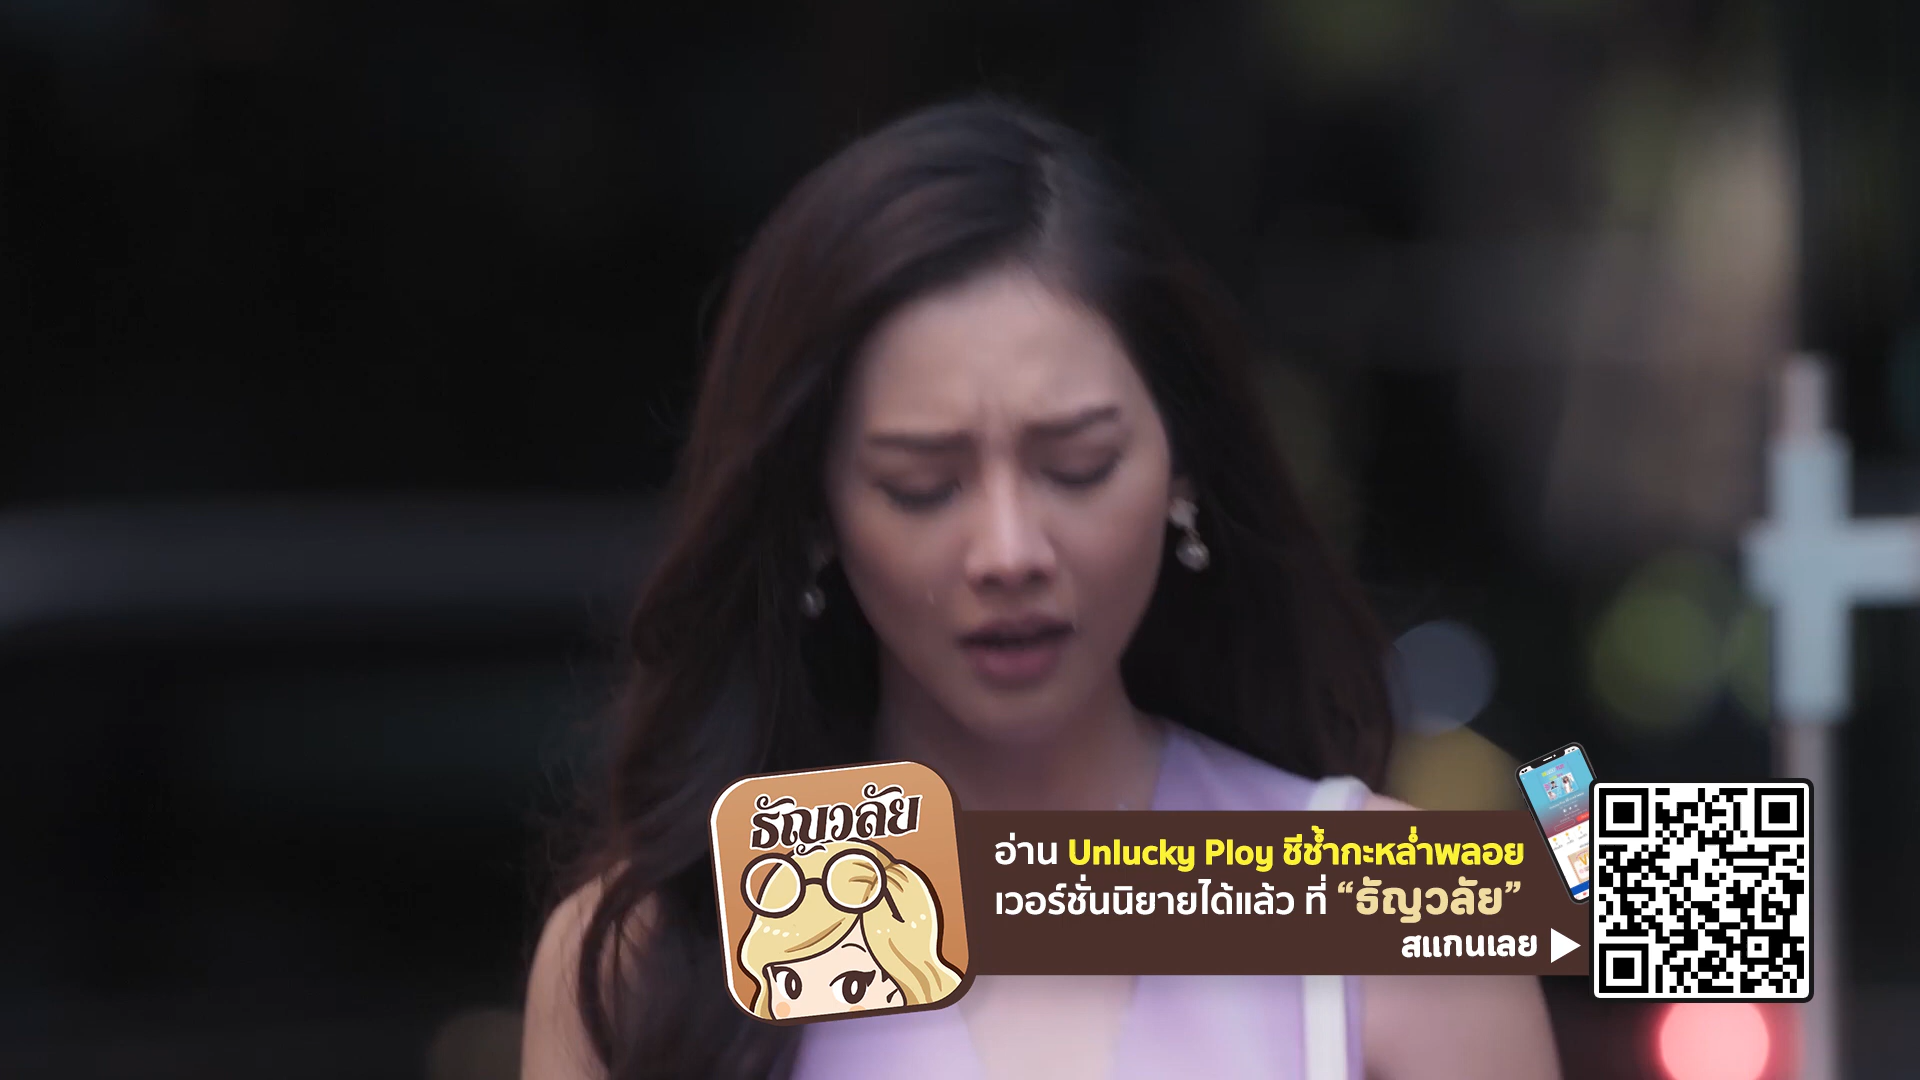 ธัญวลัย
อ่าน Unlucky Ploy ชีช้ำกะหล่ำพลอย
เวอร์ชั่นนิยายได้แล้ว ที่ “ธัญวลัย”
สแกนเลย